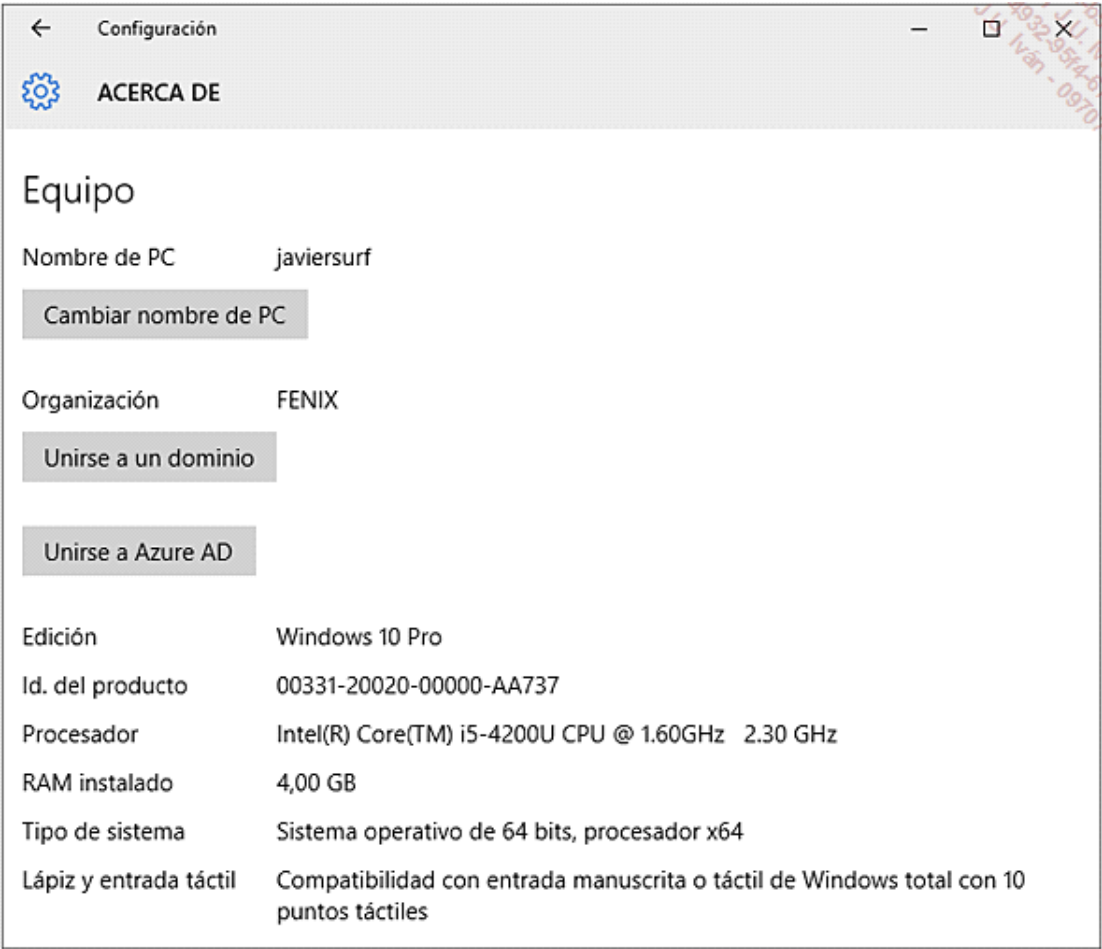 Configuración
ACERCA DE
Equipo
Nombre de PC javiersurf
Cambiar nombre de PC
Organización FENIX
Unirse a un dominio
Unirse a Azure AD
Edición Windows 10 Pro
Id. del producto 00331-20020-00000-AA737
Procesador Intel(R) Core(TM) i5-4200U CPU @ 1.60GHz 2.30 GHz
RAM instalado 4,00 GB
Tipo de sistema Sistema operativo de 64 bits, procesador x64
Lápiz y entrada táctil Compatibilidad con entrada manuscrita o táctil de Windows total con 10
puntos táctiles